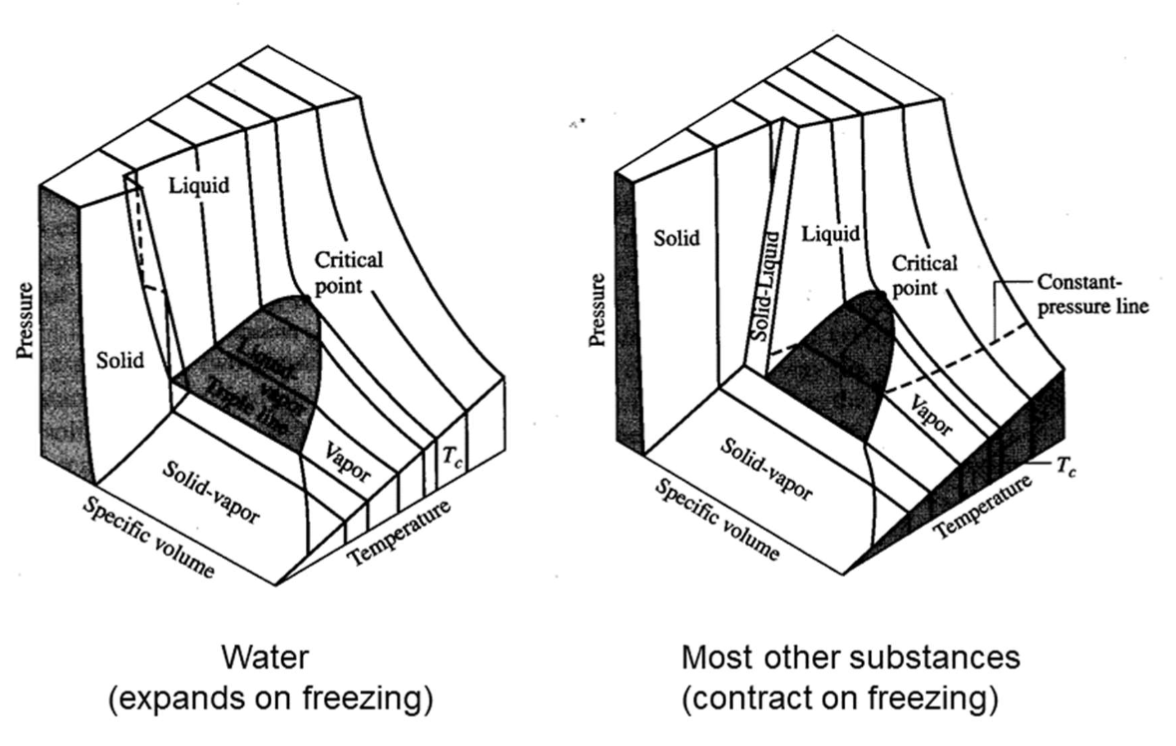 Liquid
Critical
point
Pressure
Solid
Liquid-
vapor
Triple line
Vapor
Tc
Solid-vapor
Specific volume
Temperature
Water
(expands on freezing)
Solid
Solid-Liquid
Liquid
Critical
point
Constant-
pressure line
Pressure
Vapor
Solid-vapor
Tc
Specific volume
Temperature
Most other substances
(contract on freezing)